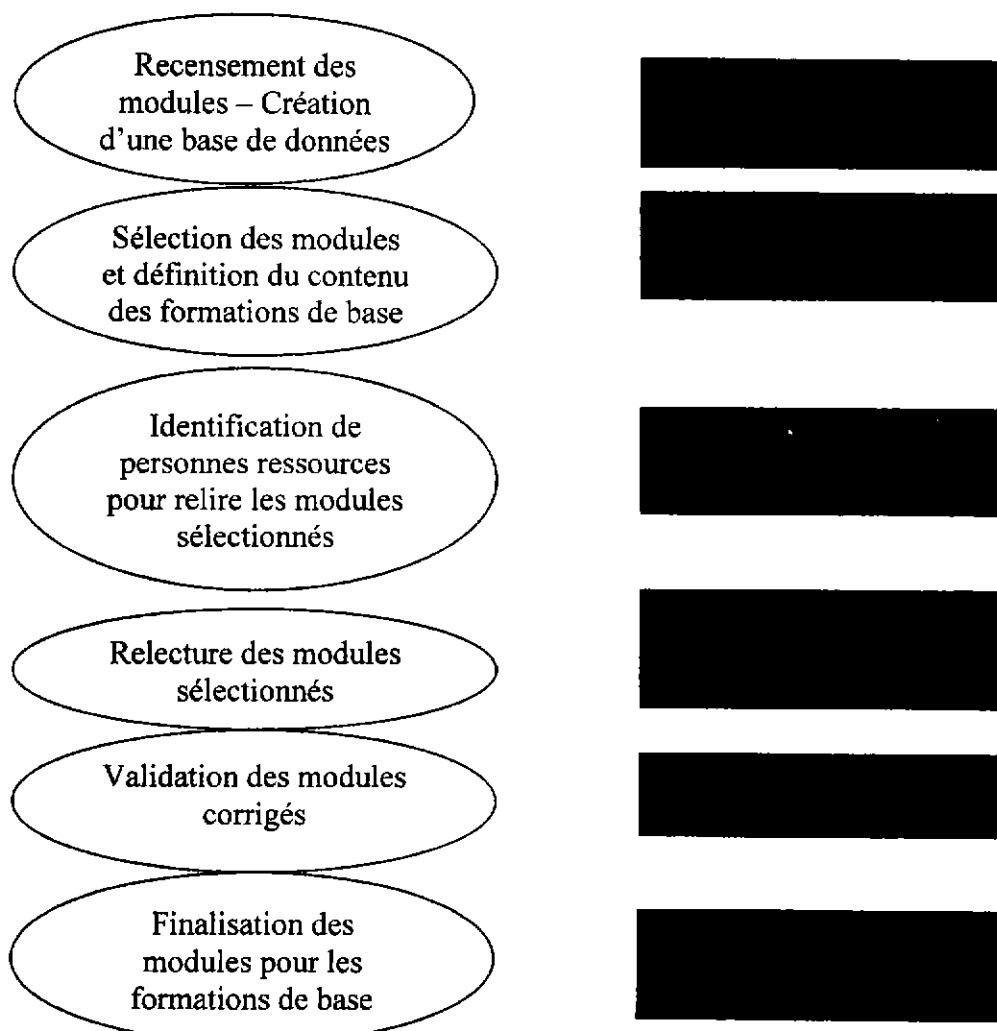 Recensement des
modules – Création
d'une base de données
Sélection des modules
et définition du contenu
des formations de base
Identification de
personnes ressources
pour relire les modules
sélectionnés
Relecture des modules
sélectionnés
Validation des modules
corrigés
Finalisation des
modules pour les
formations de base